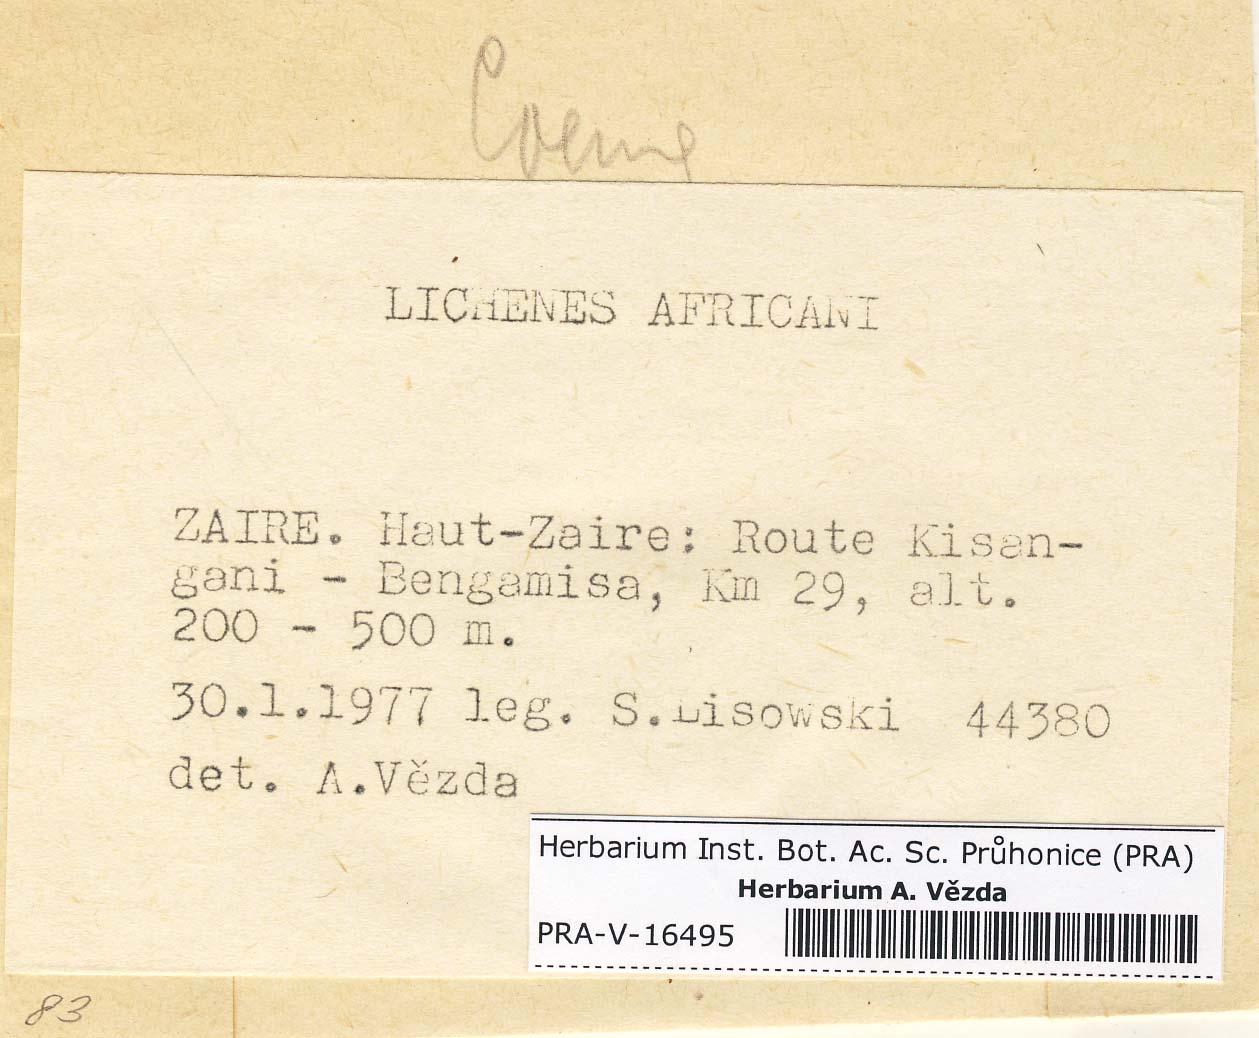 LICHENES AFRICANI
ZAIRE. Haut-Zaire: Route Kisan-
gani - Bengamisa, Km 29, alt.
200 - 500 m.
30.1.1977 leg. S.Lisowski 44380
det. A.Vězda
Herbarium Inst. Bot. Ac. Sc. Průhonice (PRA)
Herbarium A. Vězda
PRA-V-16495
83